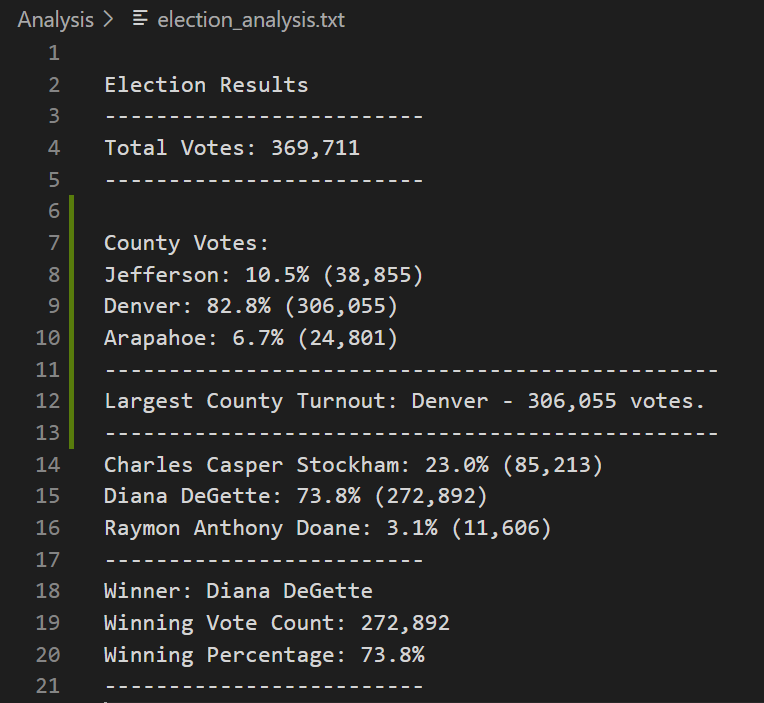 Analysis > election_analysis.txt
1
2 Election Results
3 -------------------------
4 Total Votes: 369,711
5 -------------------------
6
7 County Votes:
8 Jefferson: 10.5% (38,855)
9 Denver: 82.8% (306,055)
10 Arapahoe: 6.7% (24,801)
11 ------------------------------------------------
12 Largest County Turnout: Denver - 306,055 votes.
13 ------------------------------------------------
14 Charles Casper Stockham: 23.0% (85,213)
15 Diana DeGette: 73.8% (272,892)
16 Raymon Anthony Doane: 3.1% (11,606)
17 -------------------------
18 Winner: Diana DeGette
19 Winning Vote Count: 272,892
20 Winning Percentage: 73.8%
21 -------------------------